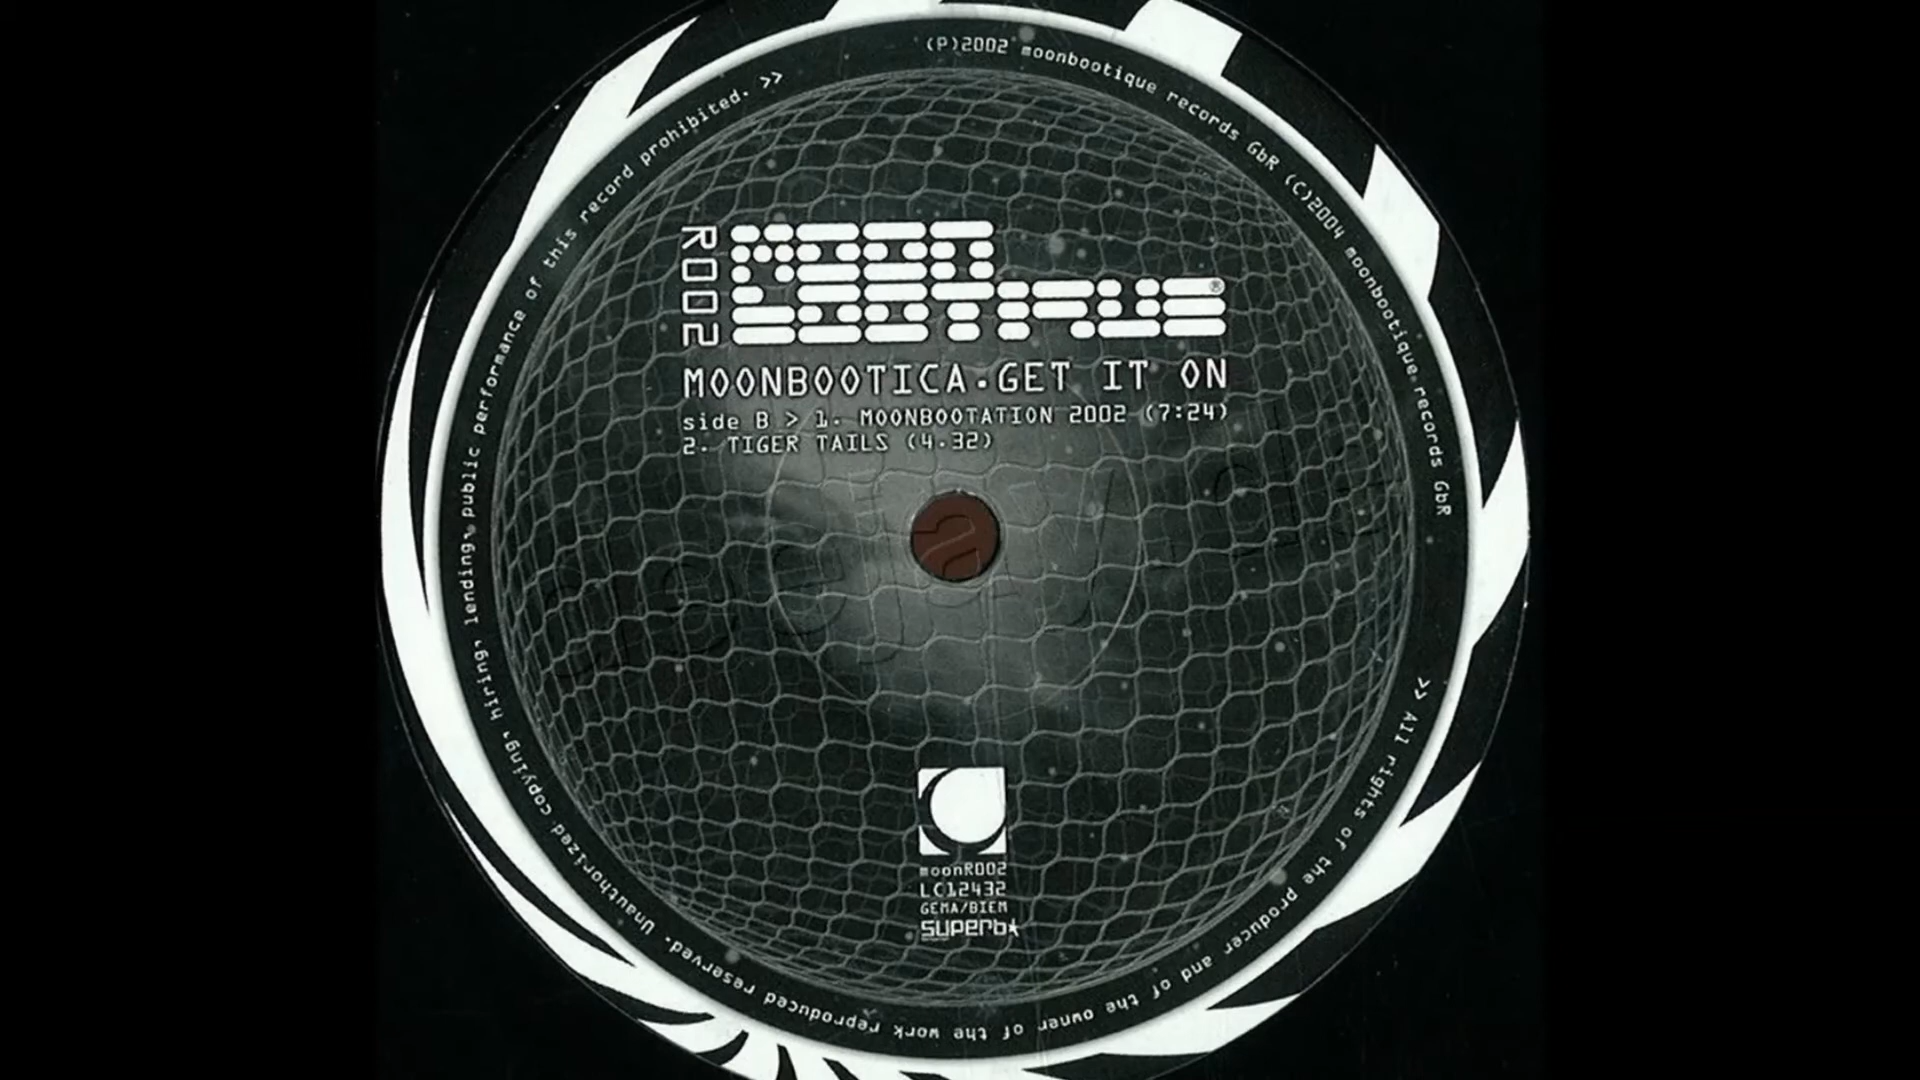 (P)2002 moonbootique records GbR (C)2004 moonbootique records GbR
>> All rights of the producer and of the owner of the work reproduced reserved. Unauthorized copying, hiring, lending, public performance of this record prohibited. >>
R002
MOONBOOTICA.GET IT ON
side B > 1. MOONBOOTATION 2002 (7:24)
2. TIGER TAILS (4.32)
moonR002
LC12432
GEMA/BIEM
superb